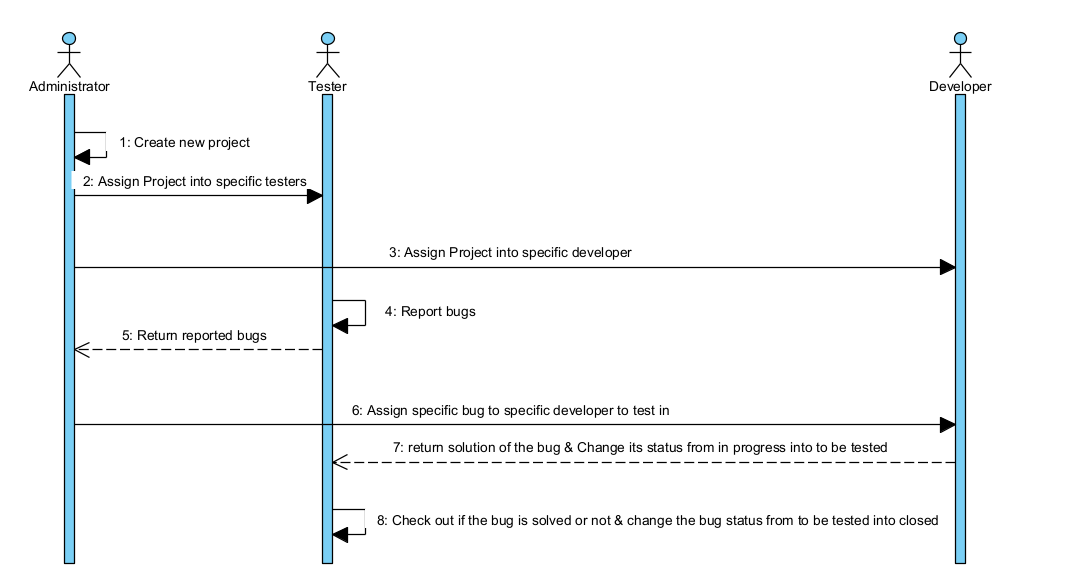 Administrator
Tester
Developer
1: Create new project
2: Assign Project into specific testers
3: Assign Project into specific developer
4: Report bugs
5: Return reported bugs
6: Assign specific bug to specific developer to test in
7: return solution of the bug & Change its status from in progress into to be tested
8: Check out if the bug is solved or not & change the bug status from to be tested into closed